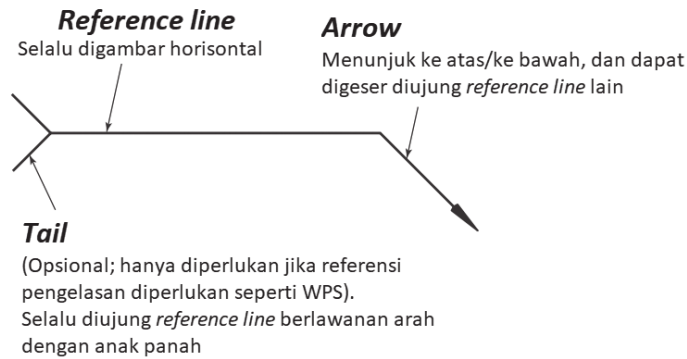 Reference line
Selalu digambar horisontal
Arrow
Menunjuk ke atas/ke bawah, dan dapat
digeser diujung reference line lain
Tail
(Opsional; hanya diperlukan jika referensi
pengelasan diperlukan seperti WPS).
Selalu diujung reference line berlawanan arah
dengan anak panah